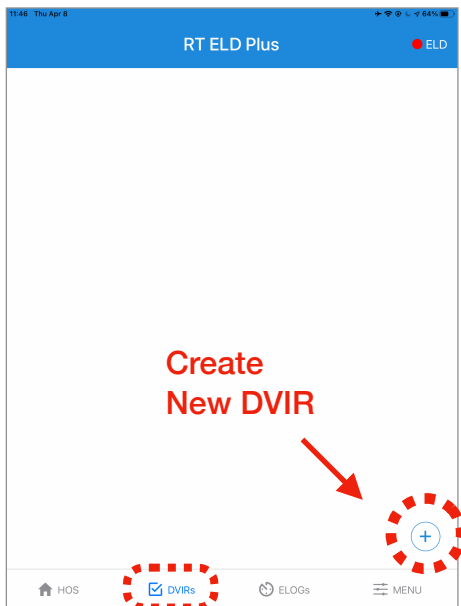 11:46 Thu Apr 8
64%
RT ELD Plus
ELD
Create
New DVIR
+
HOS
DVIRs
ELOGs
MENU